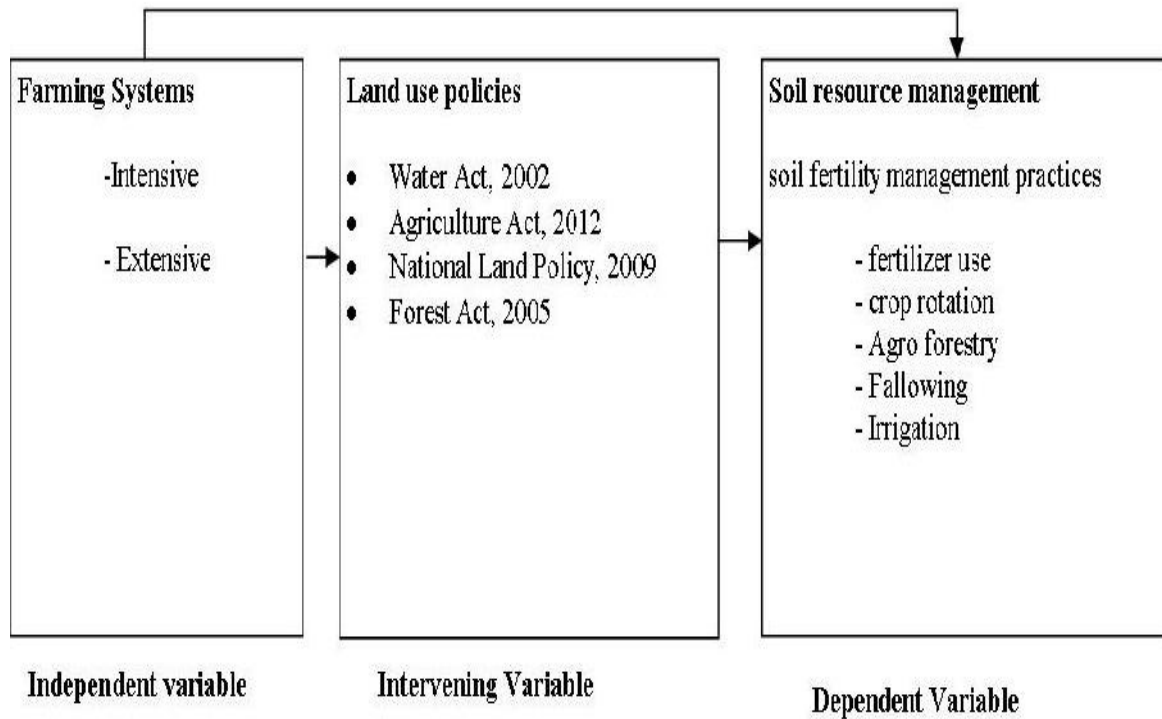 Farming Systems
-Intensive
- Extensive
Independent variable
Land use policies
• Water Act, 2002
• Agriculture Act, 2012
• National Land Policy, 2009
• Forest Act, 2005
Intervening Variable
Soil resource management
soil fertility management practices
- fertilizer use
- crop rotation
- Agro forestry
- Fallowing
- Irrigation
Dependent Variable